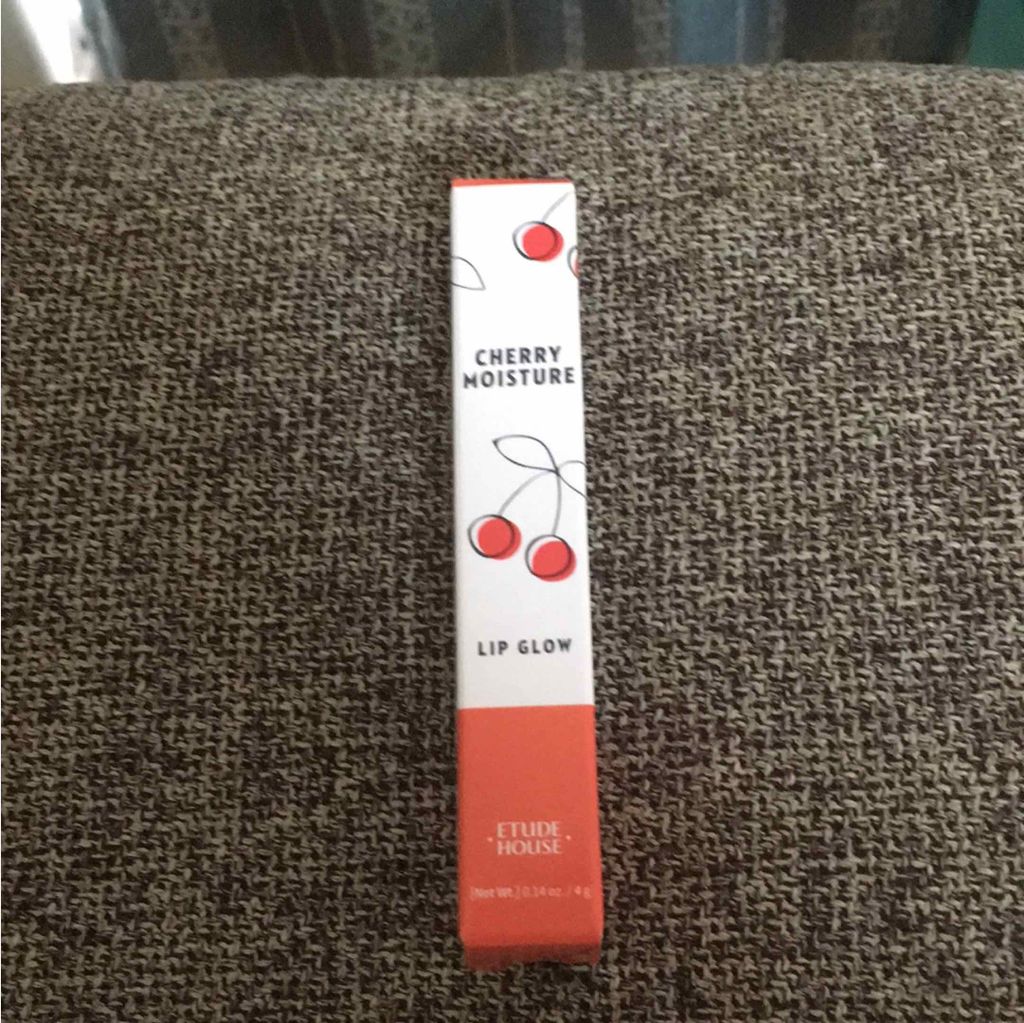 CHERRY
MOISTURE
LIP GLOW
ETUDE
HOUSE
[Net Wt.] 0.14 oz. / 4 g